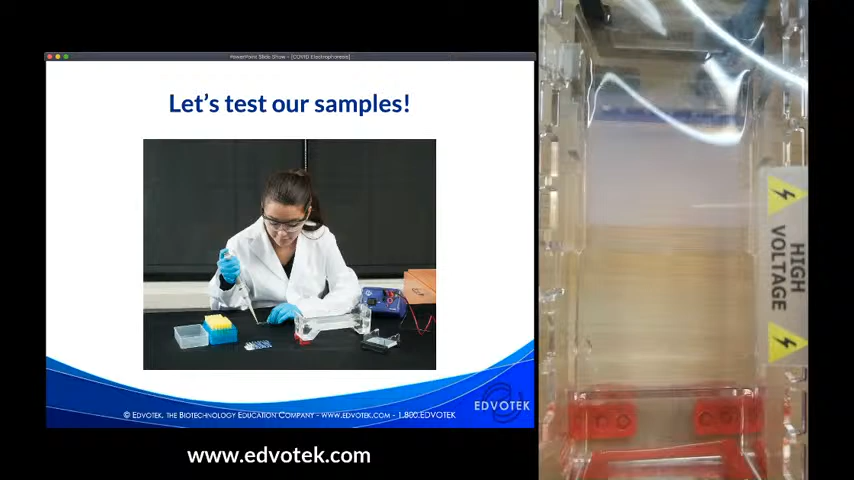 PowerPoint Slide Show - [COVID Electrophoresis]
Let's test our samples!
© EDVOTEK, THE BIOTECHNOLOGY EDUCATION COMPANY - WWW.EDVOTEK.COM - 1.800.EDVOTEK
EDVOTEK
www.edvotek.com
HIGH
VOLTAGE